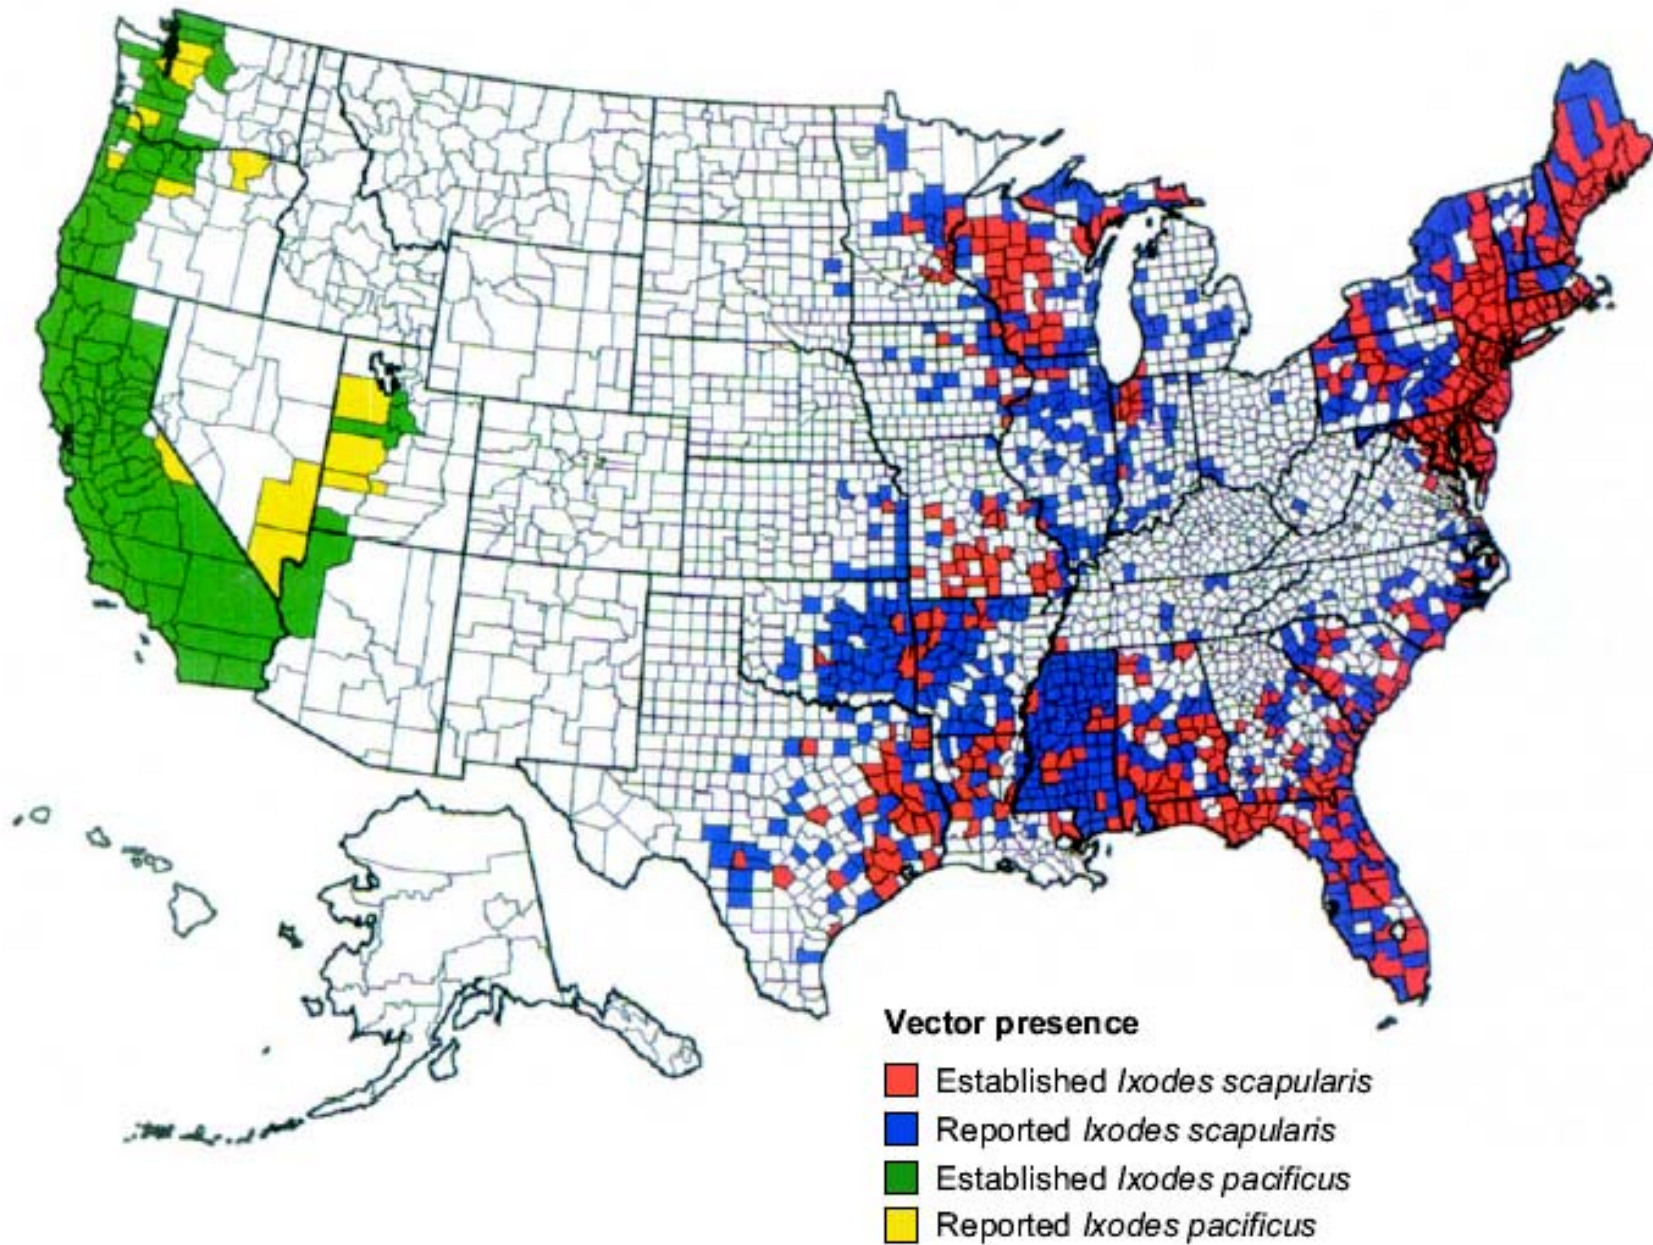 Vector presence
Established Ixodes scapularis
Reported Ixodes scapularis
Established Ixodes pacificus
Reported Ixodes pacificus